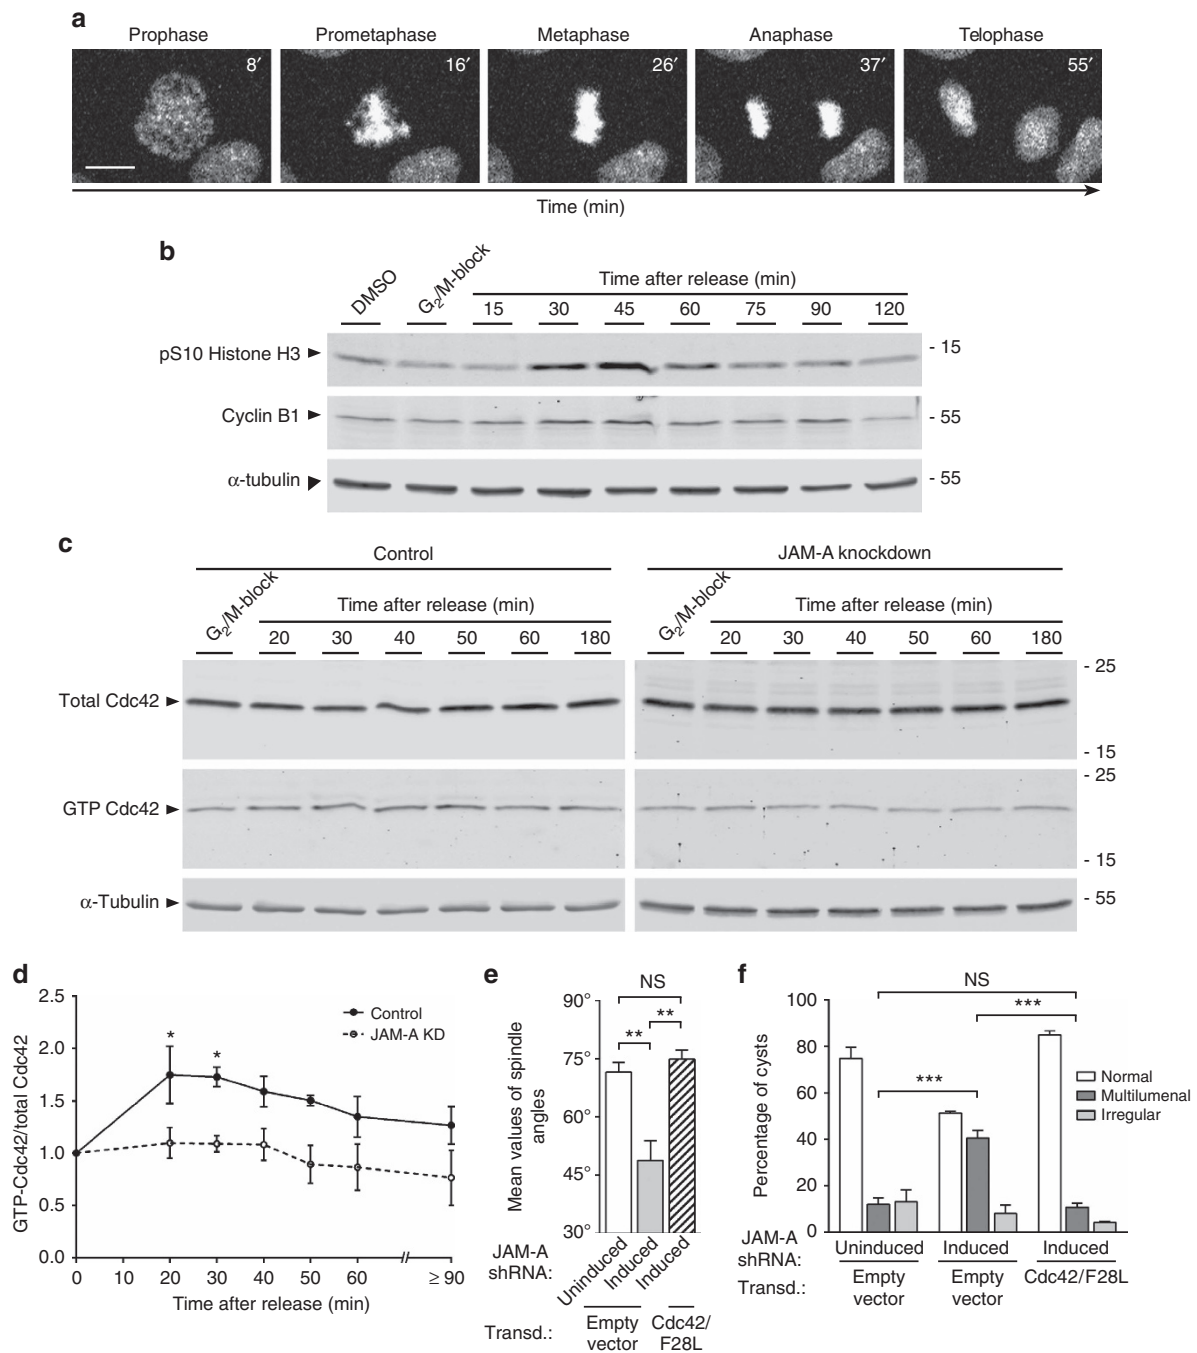 a
Prophase Prometaphase Metaphase Anaphase Telophase
8′ 16′ 26′ 37′ 55′
Time (min)
b
DMSO G2/M-block Time after release (min)
15 30 45 60 75 90 120
pS10 Histone H3 - 15
Cyclin B1 - 55
α-tubulin - 55
c
Control JAM-A knockdown
G2/M-block Time after release (min) G2/M-block Time after release (min)
20 30 40 50 60 180 20 30 40 50 60 180
- 25
Total Cdc42
- 15
- 25
GTP Cdc42
- 15
α-Tubulin - 55
d
GTP-Cdc42/total Cdc42
2.5
2.0
1.5
1.0
0.5
0.0
* *
Control
JAM-A KD
0 10 20 30 40 50 60 ≥ 90
Time after release (min)
e
Mean values of spindle
angles
90°
75°
60°
45°
30°
NS
** **
JAM-A
shRNA:
Uninduced Induced Induced
Transd.: Empty
vector
Cdc42/
F28L
f
Percentage of cysts
100
80
60
40
20
0
NS
***
***
Normal
Multilumenal
Irregular
JAM-A
shRNA:
Uninduced Induced Induced
Transd.:
Empty
vector
Empty
vector
Cdc42/F28L